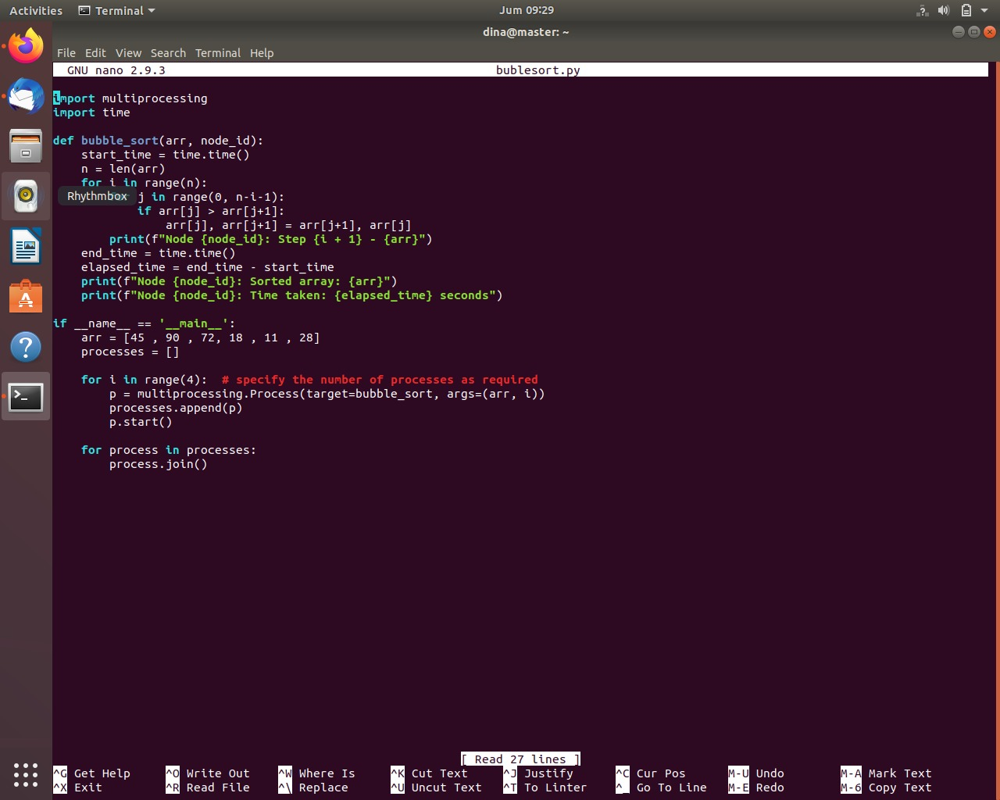 Activities Terminal Jum 09:29
dina@master: ~
File Edit View Search Terminal Help
GNU nano 2.9.3 bublesort.py
import multiprocessing
import time
def bubble_sort(arr, node_id):
    start_time = time.time()
    n = len(arr)
    for i in range(n):
Rhythmbox
        j in range(0, n-i-1):
            if arr[j] > arr[j+1]:
                arr[j], arr[j+1] = arr[j+1], arr[j]
        print(f"Node {node_id}: Step {i + 1} - {arr}")
    end_time = time.time()
    elapsed_time = end_time - start_time
    print(f"Node {node_id}: Sorted array: {arr}")
    print(f"Node {node_id}: Time taken: {elapsed_time} seconds")
if __name__ == '__main__':
    arr = [45 , 90 , 72, 18 , 11 , 28]
    processes = []
    for i in range(4):  # specify the number of processes as required
        p = multiprocessing.Process(target=bubble_sort, args=(arr, i))
        processes.append(p)
        p.start()
    for process in processes:
        process.join()
[ Read 27 lines ]
^G Get Help ^O Write Out ^W Where Is ^K Cut Text ^J Justify ^C Cur Pos M-U Undo M-A Mark Text
^X Exit ^R Read File ^\ Replace ^U Uncut Text ^T To Linter ^_ Go To Line M-E Redo M-6 Copy Text